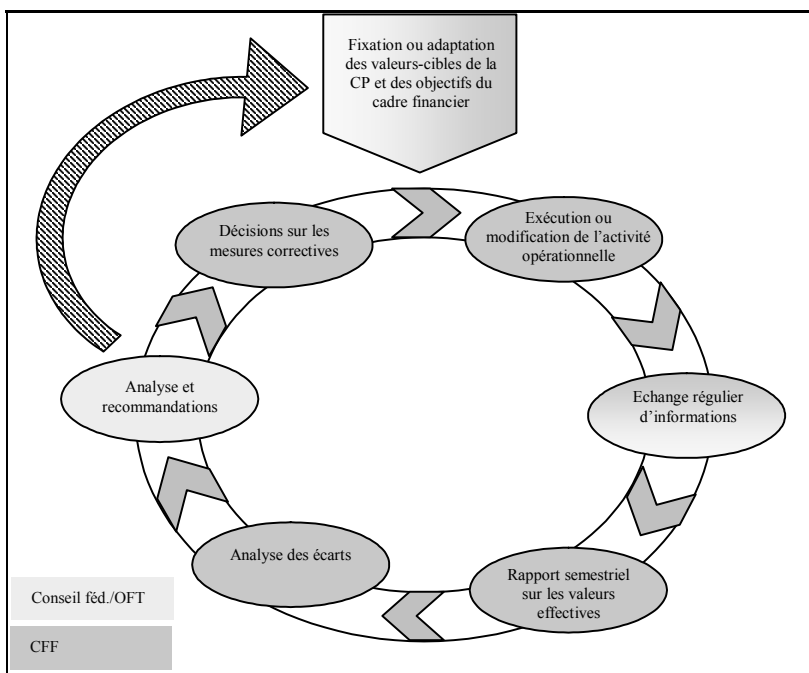 Fixation ou adaptation
des valeurs-cibles de la
CP et des objectifs du
cadre financier
Décisions sur les
mesures correctives
Exécution ou
modification de l’activité
opérationnelle
Analyse et
recommandations
Echange régulier
d’informations
Analyse des écarts
Rapport semestriel
sur les valeurs
effectives
Conseil féd./OFT
CFF